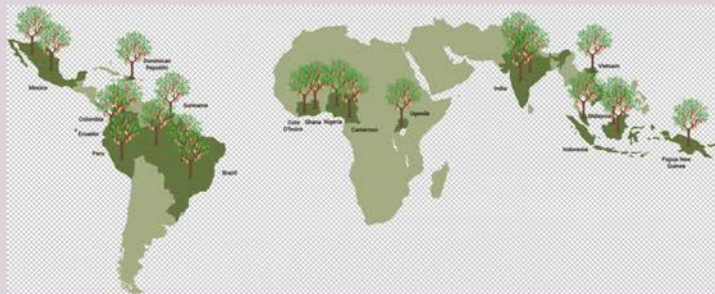 Mexico
Dominican
Republic
Colombia
Ecuador
Peru
Suriname
Brazil
Cote
D'Ivoire
Ghana
Nigeria
Cameroon
Uganda
India
Vietnam
Malaysia
Indonesia
Papua New
Guinea